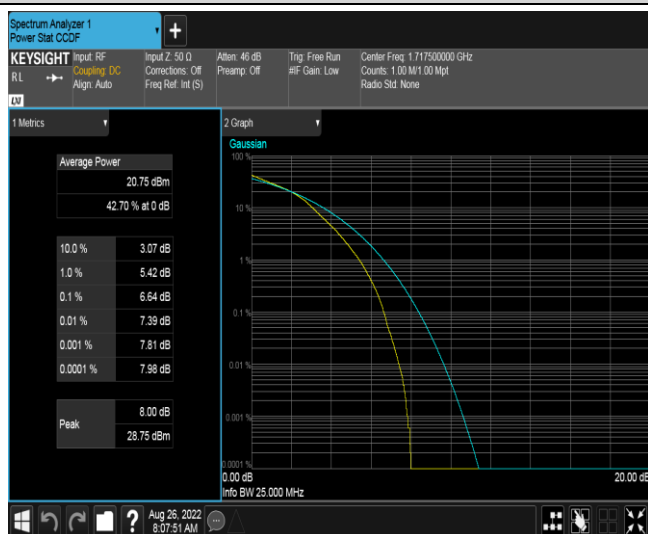 Spectrum Analyzer 1
Power Stat CCDF
KEYSIGHT
R L
LXI
Input: RF
Coupling: DC
Align: Auto
Input Z: 50 Ω
Corrections: Off
Freq Ref: Int (S)
Atten: 46 dB
Preamp: Off
Trig: Free Run
#IF Gain: Low
Center Freq: 1.717500000 GHz
Counts: 1.00 M/1.00 Mpt
Radio Std: None
1 Metrics
Average Power
20.75 dBm
42.70 % at 0 dB
10.0 % 3.07 dB
1.0 % 5.42 dB
0.1 % 6.64 dB
0.01 % 7.39 dB
0.001 % 7.81 dB
0.0001 % 7.98 dB
Peak
8.00 dB
28.75 dBm
2 Graph
Gaussian
100 %
10 %
1 %
0.1 %
0.01 %
0.001 %
0.0001 %
0.00 dB
20.00 dB
Info BW 25.000 MHz
Aug 26, 2022
8:07:51 AM